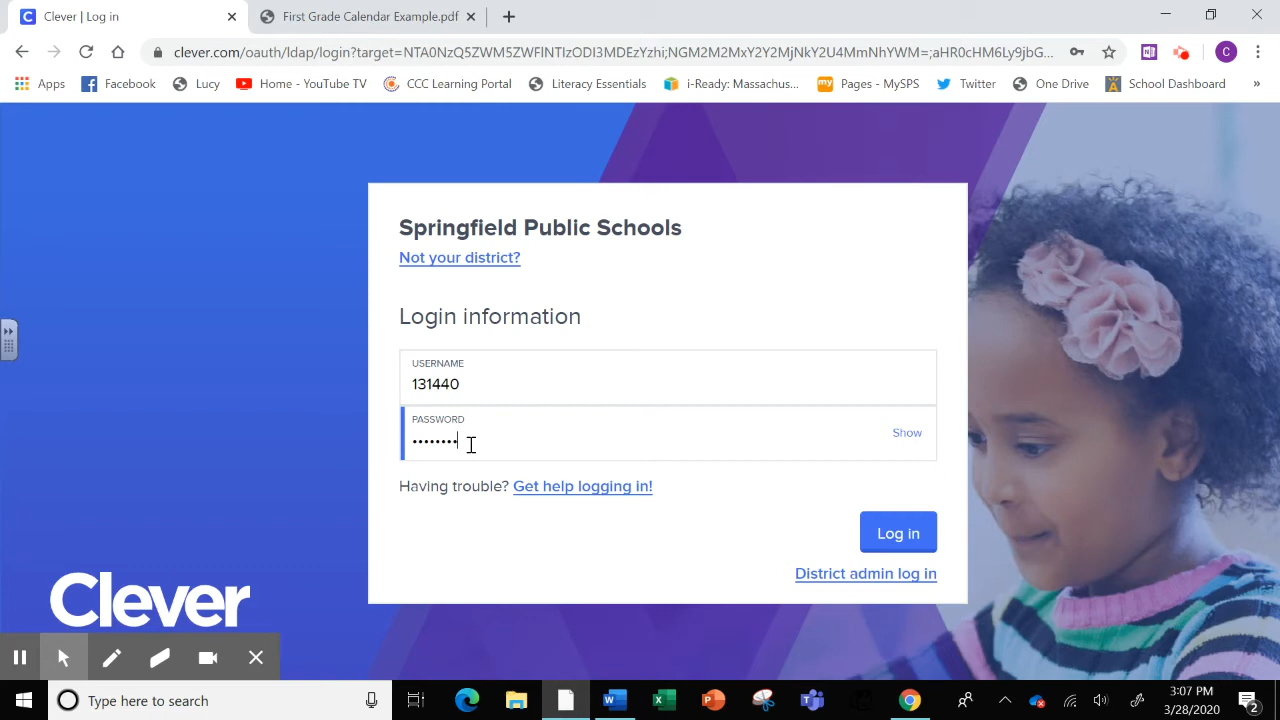 Clever | Log in
First Grade Calendar Example.pdf
clever.com/oauth/ldap/login?target=NTA0NzQ5ZWM5ZWFlNTIzODI3MDEzYzhi;NGM2M2MxY2Y2MjNkY2U4MmNhYWM=;aHR0cHM6Ly9jbG...
C
Apps Facebook Lucy Home - YouTube TV CCC Learning Portal Literacy Essentials i-Ready: Massachus... my Pages - MySPS Twitter One Drive School Dashboard »
Springfield Public Schools
Not your district?
Login information
USERNAME
131440
PASSWORD
••••••••
Show
Having trouble? Get help logging in!
Log in
District admin log in
Clever
Type here to search
3:07 PM
3/28/2020
2